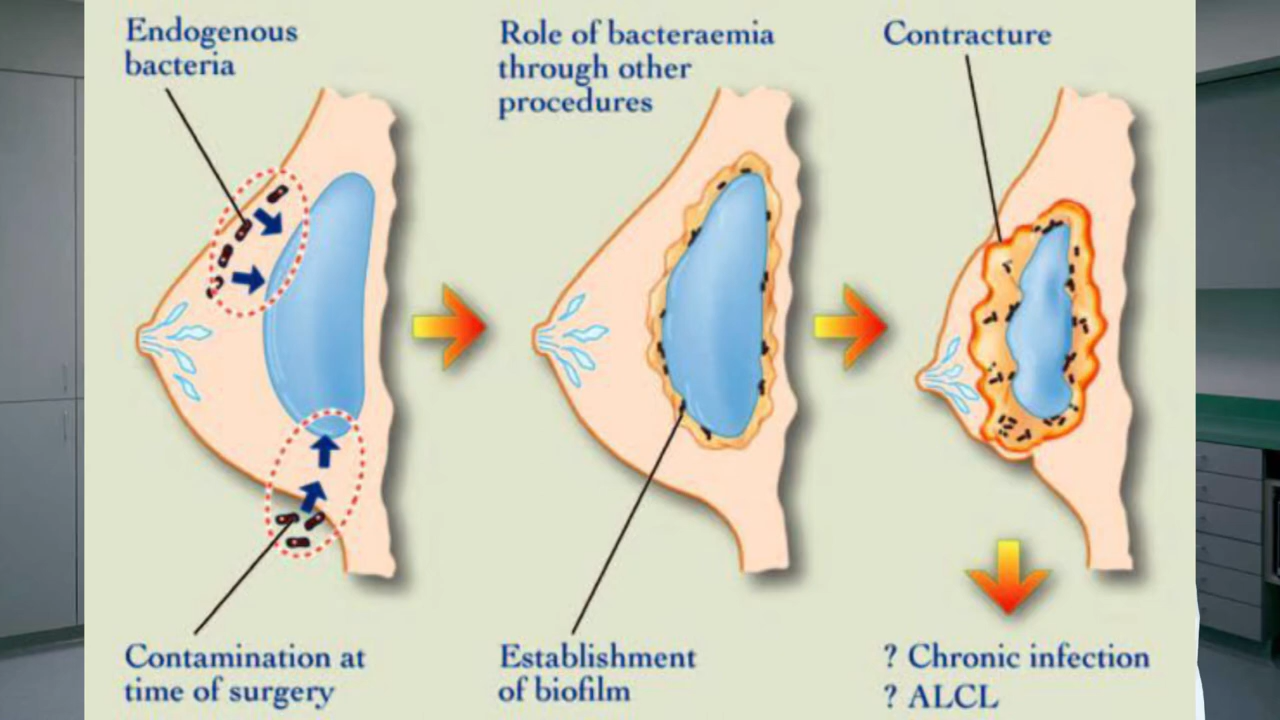 Endogenous
bacteria
Role of bacteraemia
through other
procedures
Contracture
Contamination at
time of surgery
Establishment
of biofilm
? Chronic infection
? ALCL